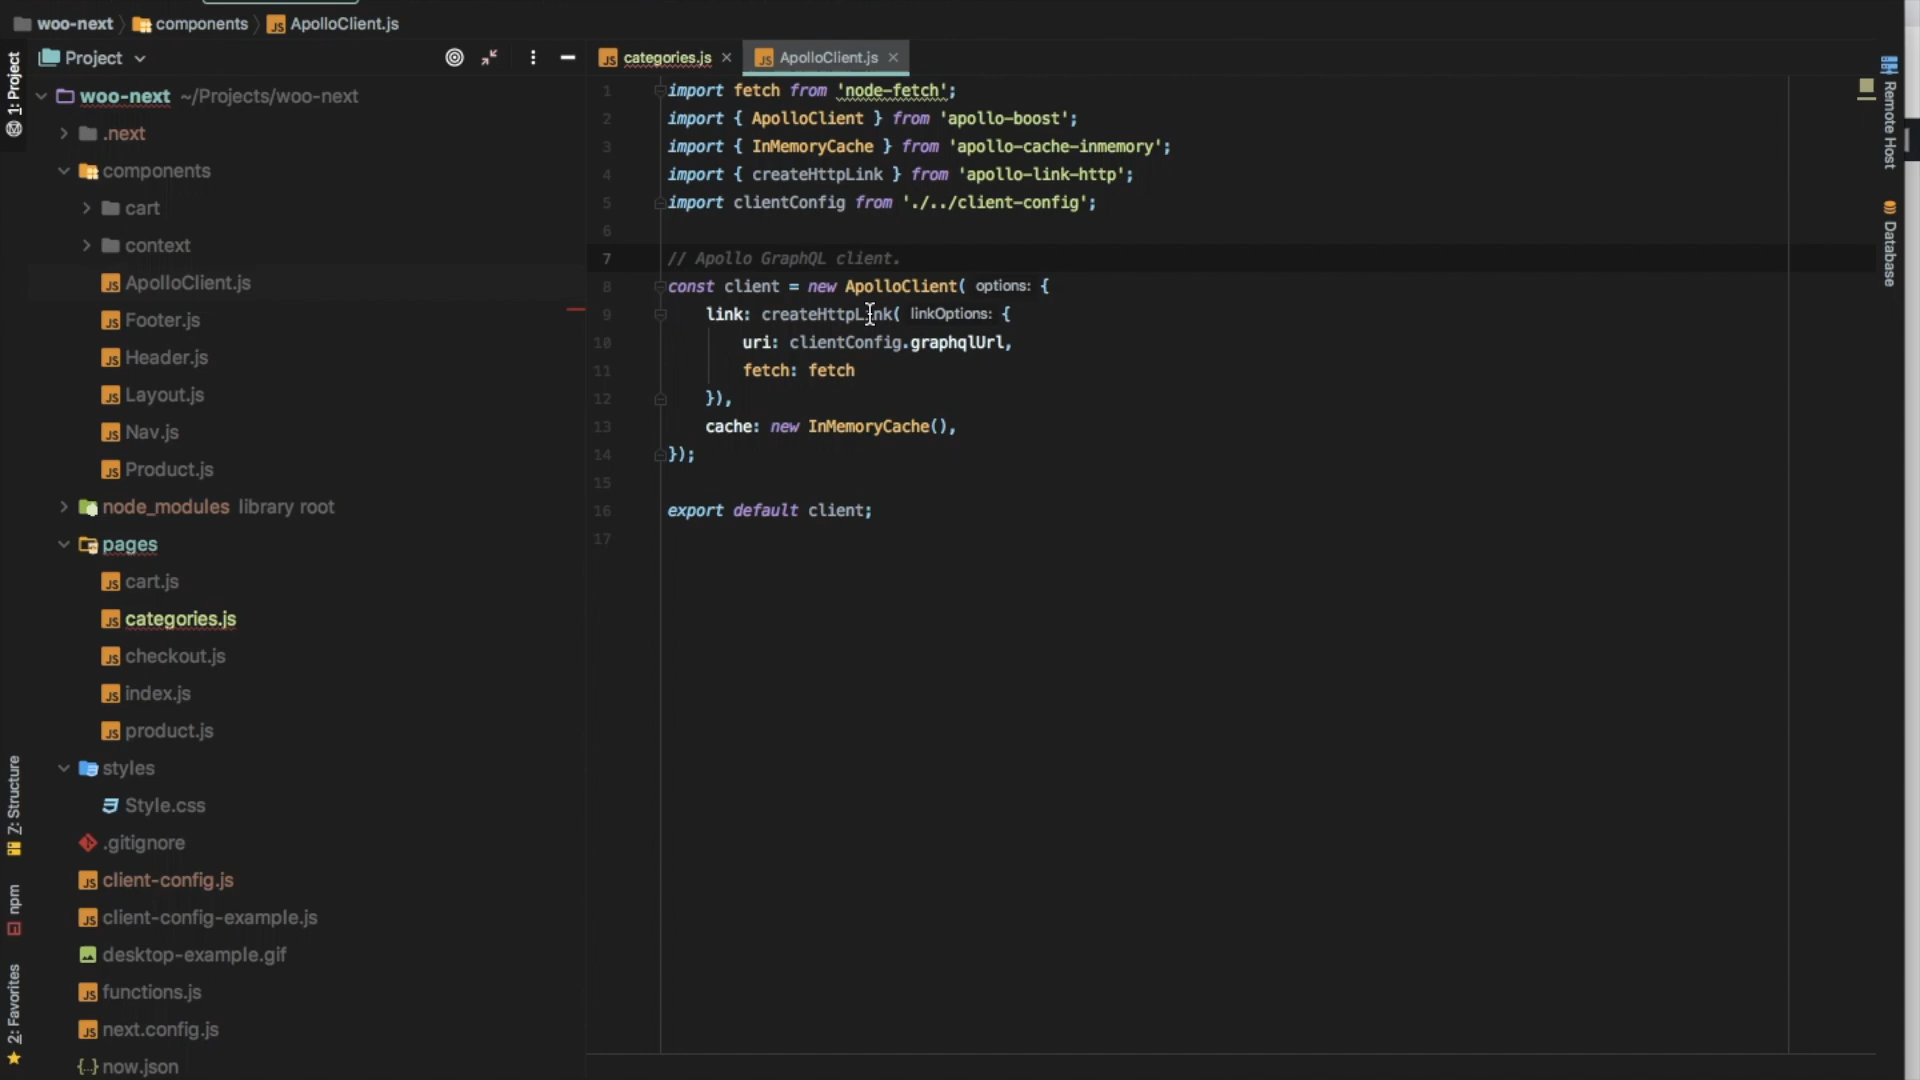 woo-next components ApolloClient.js
Project
categories.js ApolloClient.js
1: Project
woo-next ~/Projects/woo-next
.next
components
cart
context
ApolloClient.js
Footer.js
Header.js
Layout.js
Nav.js
Product.js
node_modules library root
pages
cart.js
categories.js
checkout.js
index.js
product.js
styles
Style.css
.gitignore
client-config.js
client-config-example.js
desktop-example.gif
functions.js
next.config.js
now.json
Z: Structure
npm
2: Favorites
1 import fetch from 'node-fetch';
2 import { ApolloClient } from 'apollo-boost';
3 import { InMemoryCache } from 'apollo-cache-inmemory';
4 import { createHttpLink } from 'apollo-link-http';
5 import clientConfig from './../client-config';
6
7 // Apollo GraphQL client.
8 const client = new ApolloClient( options: {
9 link: createHttpLink( linkOptions: {
10 uri: clientConfig.graphqlUrl,
11 fetch: fetch
12 }),
13 cache: new InMemoryCache(),
14 });
15
16 export default client;
17
Remote Host
Database